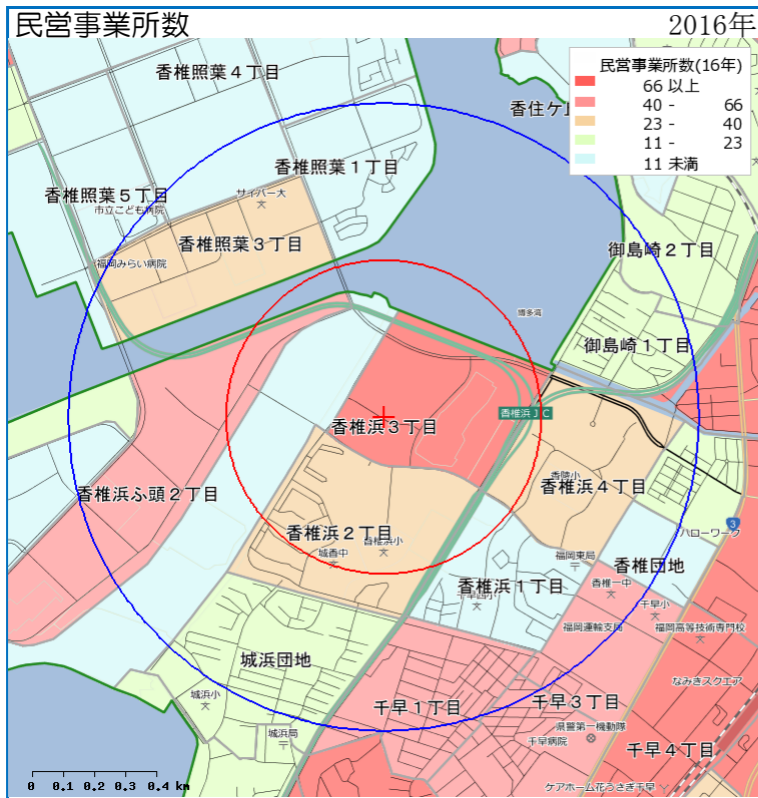 民営事業所数
2016年
民営事業所数(16年)
66 以上
40 - 66
23 - 40
11 - 23
11 未満
香椎照葉４丁目
香住ケ
香椎照葉１丁目
サイバー大
香椎照葉５丁目
市立こども病院
香椎照葉３丁目
御島崎２丁目
福岡みらい病院
博多湾
御島崎１丁目
香椎浜ＪＣ
香椎浜３丁目
香陵小
香椎浜４丁目
香椎浜ふ頭２丁目
3
香椎浜２丁目
城香中
香椎浜小
ハローワーク
福岡東局
香椎団地
香椎浜１丁目
香椎一中
千早西小
千早小
福岡運輸支局
福岡高等技術専門校
城浜団地
なみきスクエア
城浜小
千早１丁目
千早３丁目
県警第一機動隊
城浜局
千早病院
千早４丁目
0 0.1 0.2 0.3 0.4 km
ケアホーム花うさぎ千早